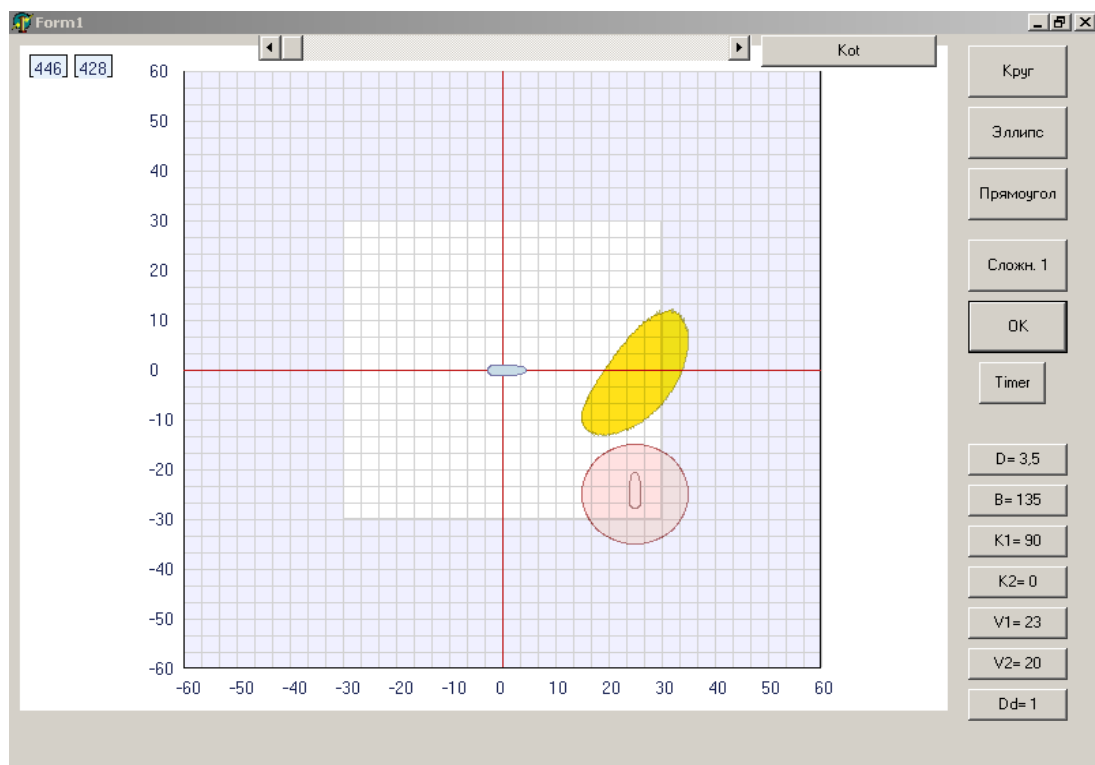 Form1
446 428
Kot
60
50
40
30
20
10
0
-10
-20
-30
-40
-50
-60
-60 -50 -40 -30 -20 -10 0 10 20 30 40 50 60
Круг
Эллипс
Прямоугол
Сложн. 1
OK
Timer
D= 3,5
B= 135
K1= 90
K2= 0
V1= 23
V2= 20
Dd= 1